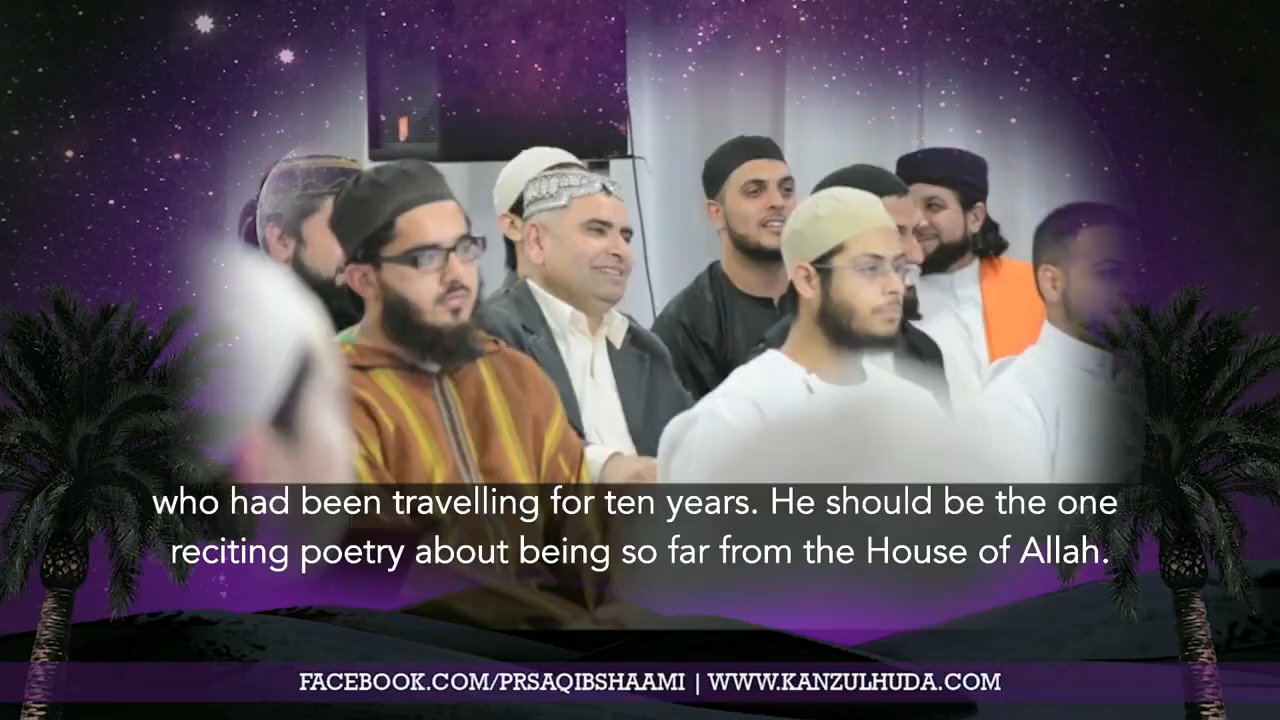 who had been travelling for ten years. He should be the one
reciting poetry about being so far from the House of Allah.
FACEBOOK.COM/PRSAQIBSHAAMI | WWW.KANZULHUDA.COM